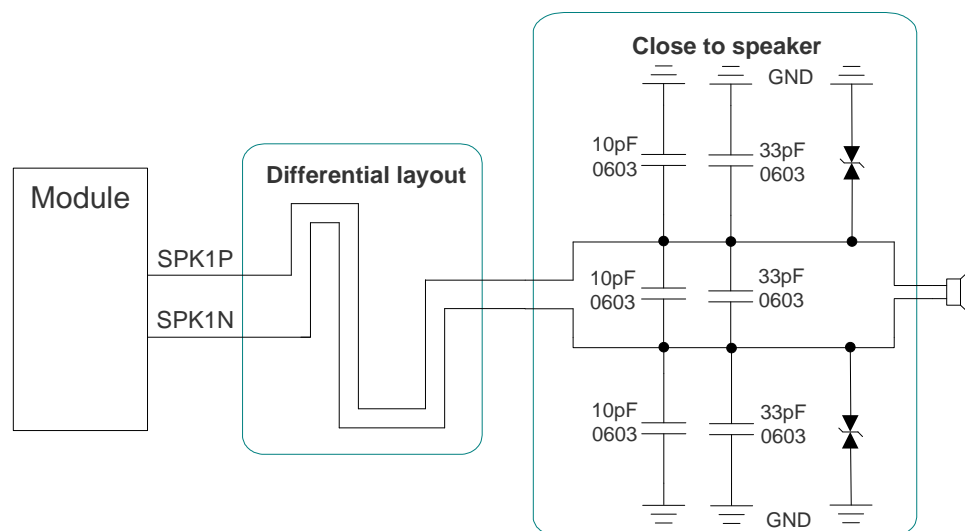 Close to speaker
GND
10pF
0603
33pF
0603
Differential layout
Module
SPK1P
SPK1N
10pF
0603
33pF
0603
10pF
0603
33pF
0603
GND